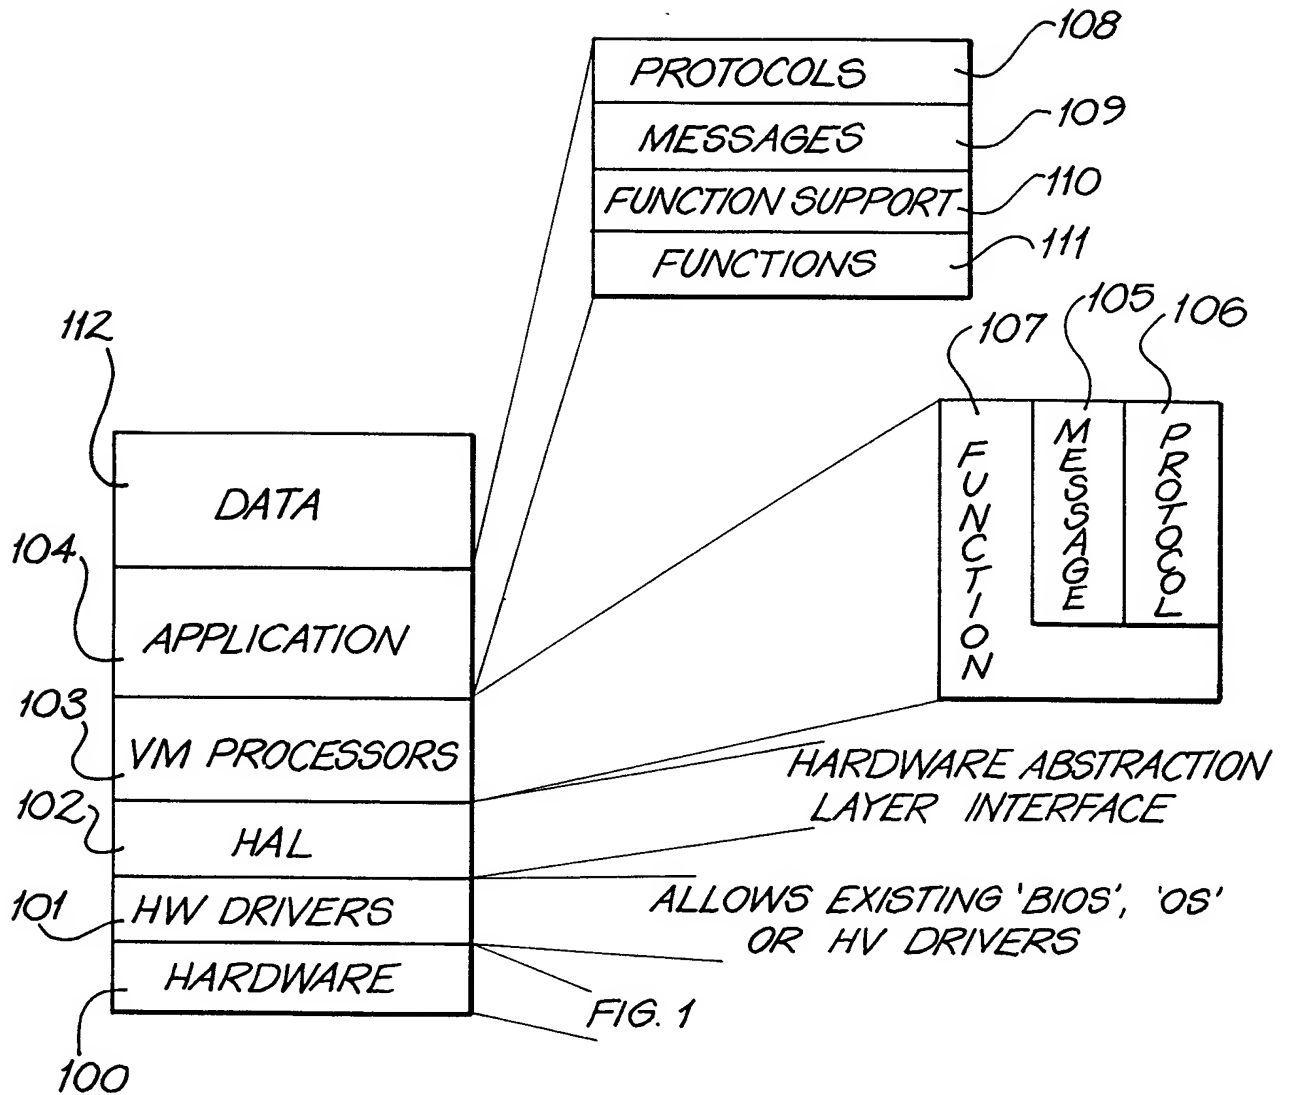 108
PROTOCOLS
109
MESSAGES
110
FUNCTION SUPPORT
111
FUNCTIONS
112
107
105
106
FUNCTION
MESSAGE
PROTOCOL
DATA
104
APPLICATION
103
VM PROCESSORS
HARDWARE ABSTRACTION
LAYER INTERFACE
102
HAL
101
HW DRIVERS
ALLOWS EXISTING 'BIOS', 'OS'
OR HV DRIVERS
HARDWARE
FIG. 1
100